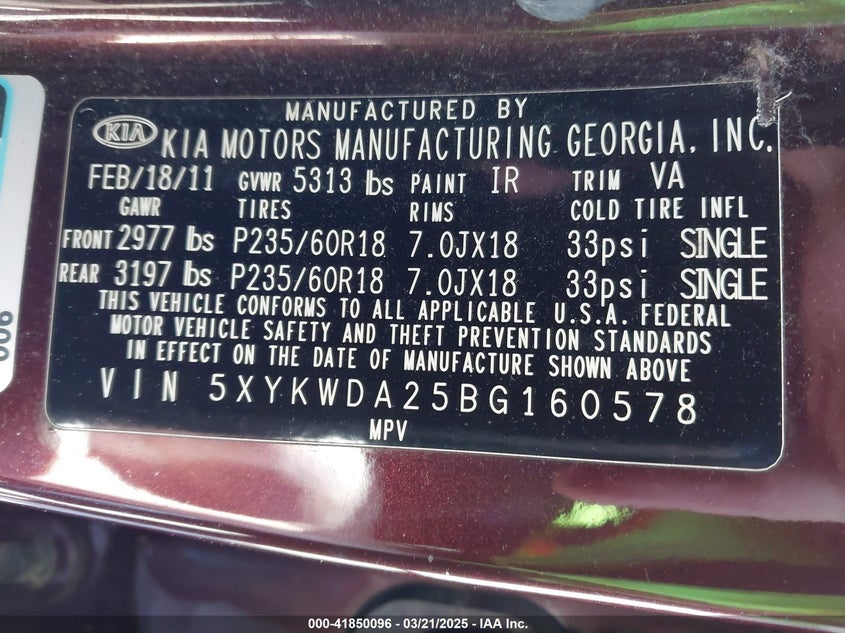 MANUFACTURED BY
KIA KIA MOTORS MANUFACTURING GEORGIA, INC.
FEB/18/11 GVWR 5313 lbs PAINT IR TRIM VA
GAWR TIRES RIMS COLD TIRE INFL
FRONT 2977 lbs P235/60R18 7.0JX18 33psi SINGLE
REAR 3197 lbs P235/60R18 7.0JX18 33psi SINGLE
THIS VEHICLE CONFORMS TO ALL APPLICABLE U.S.A. FEDERAL
MOTOR VEHICLE SAFETY AND THEFT PREVENTION STANDARDS
IN EFFECT ON THE DATE OF MANUFACTURE SHOWN ABOVE
VIN 5XYKWDA25BG160578
MPV
000-41850096 - 03/21/2025 - IAA Inc.